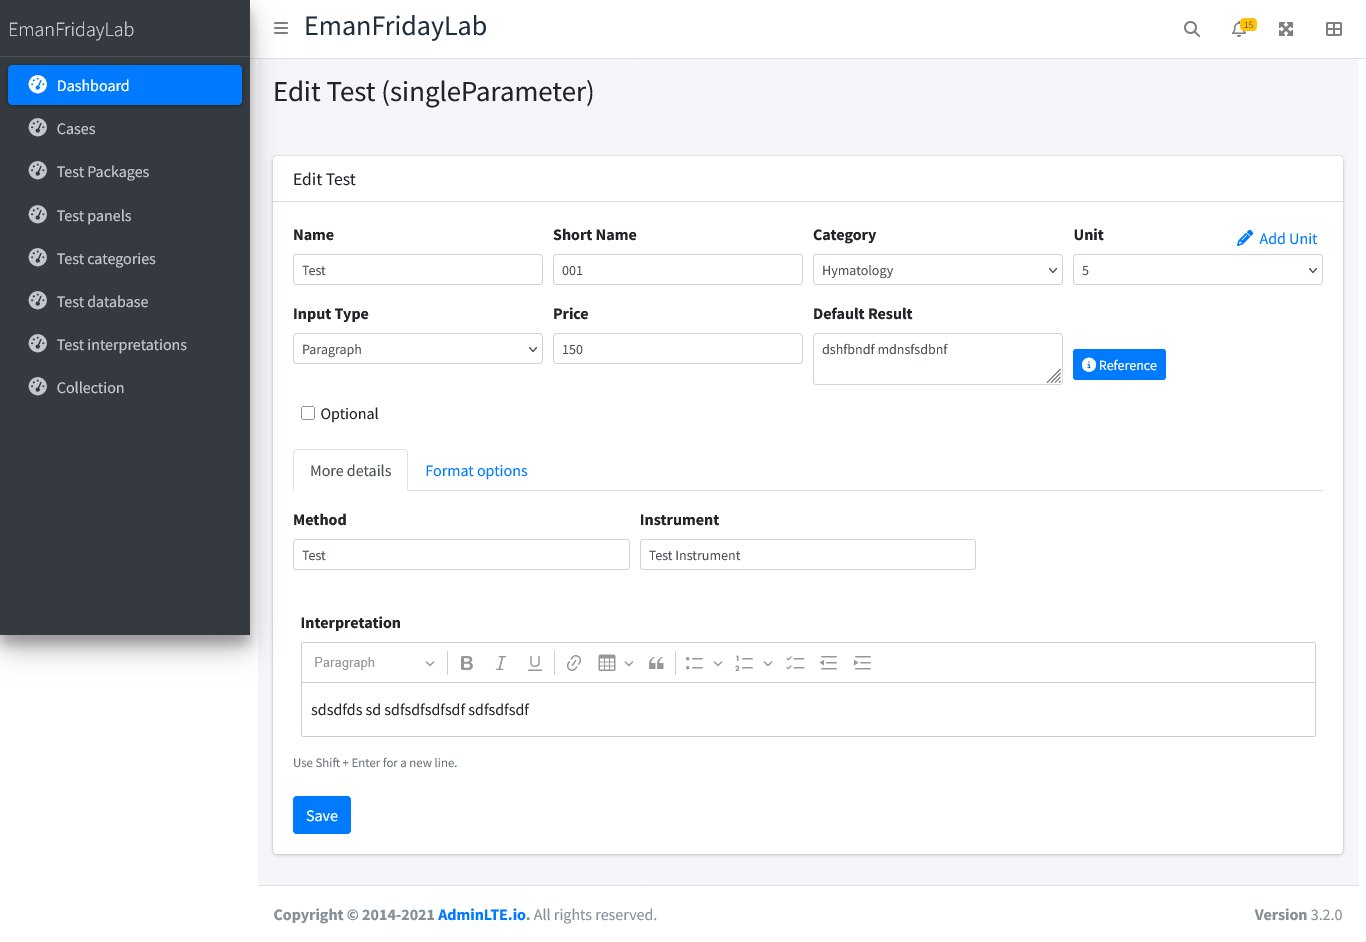 EmanFridayLab
Dashboard
Cases
Test Packages
Test panels
Test categories
Test database
Test interpretations
Collection
EmanFridayLab
15
Edit Test (singleParameter)
Edit Test
Name
Short Name
Category
Unit
Add Unit
Test
001
Hymatology
5
Input Type
Price
Default Result
Paragraph
150
dshfbndf mdnsfsdbnf
Reference
Optional
More details
Format options
Method
Instrument
Test
Test Instrument
Interpretation
Paragraph
sdsdfds sd sdfsdfsdfsdf sdfsdfsdf
Use Shift + Enter for a new line.
Save
Copyright © 2014-2021 AdminLTE.io. All rights reserved.
Version 3.2.0